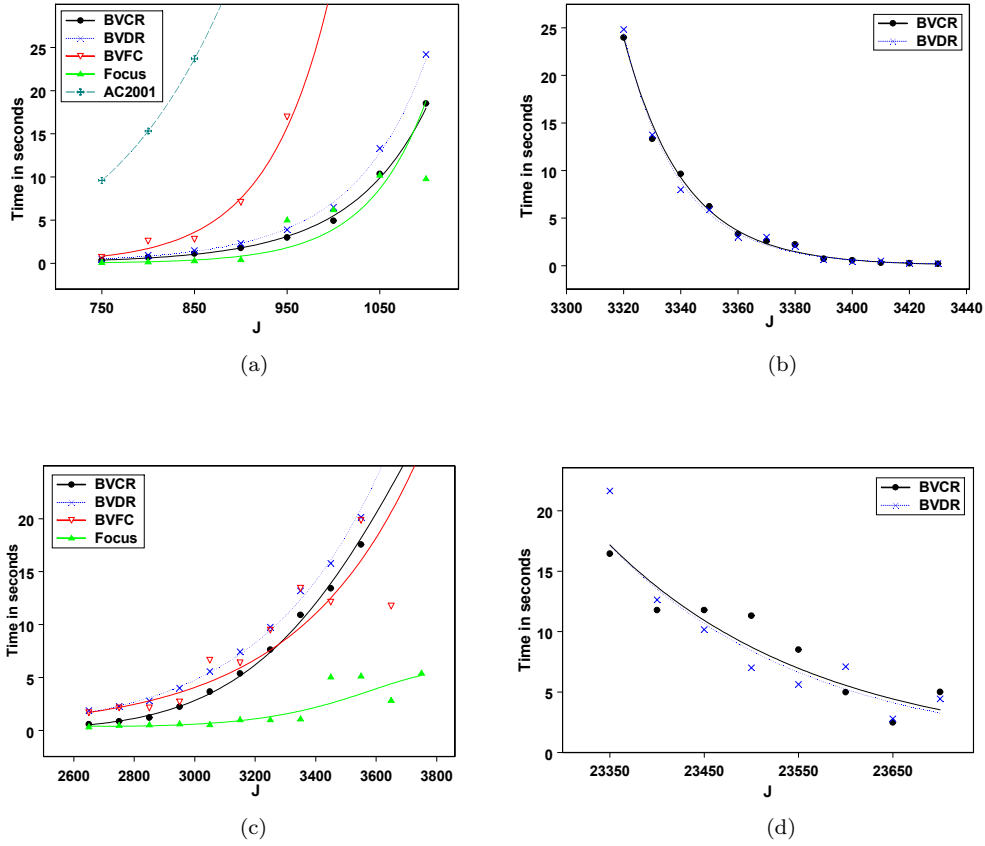 BVCR
BVDR
BVFC
Focus
AC2001
Time in seconds
25
20
15
10
5
0
750
850
950
1050
J
(a)
BVCR
BVDR
Time in seconds
25
20
15
10
5
0
3300
3320
3340
3360
3380
3400
3420
3440
J
(b)
BVCR
BVDR
BVFC
Focus
Time in seconds
20
15
10
5
0
2600
2800
3000
3200
3400
3600
3800
J
(c)
BVCR
BVDR
Time in seconds
20
15
10
5
0
23350
23450
23550
23650
J
(d)